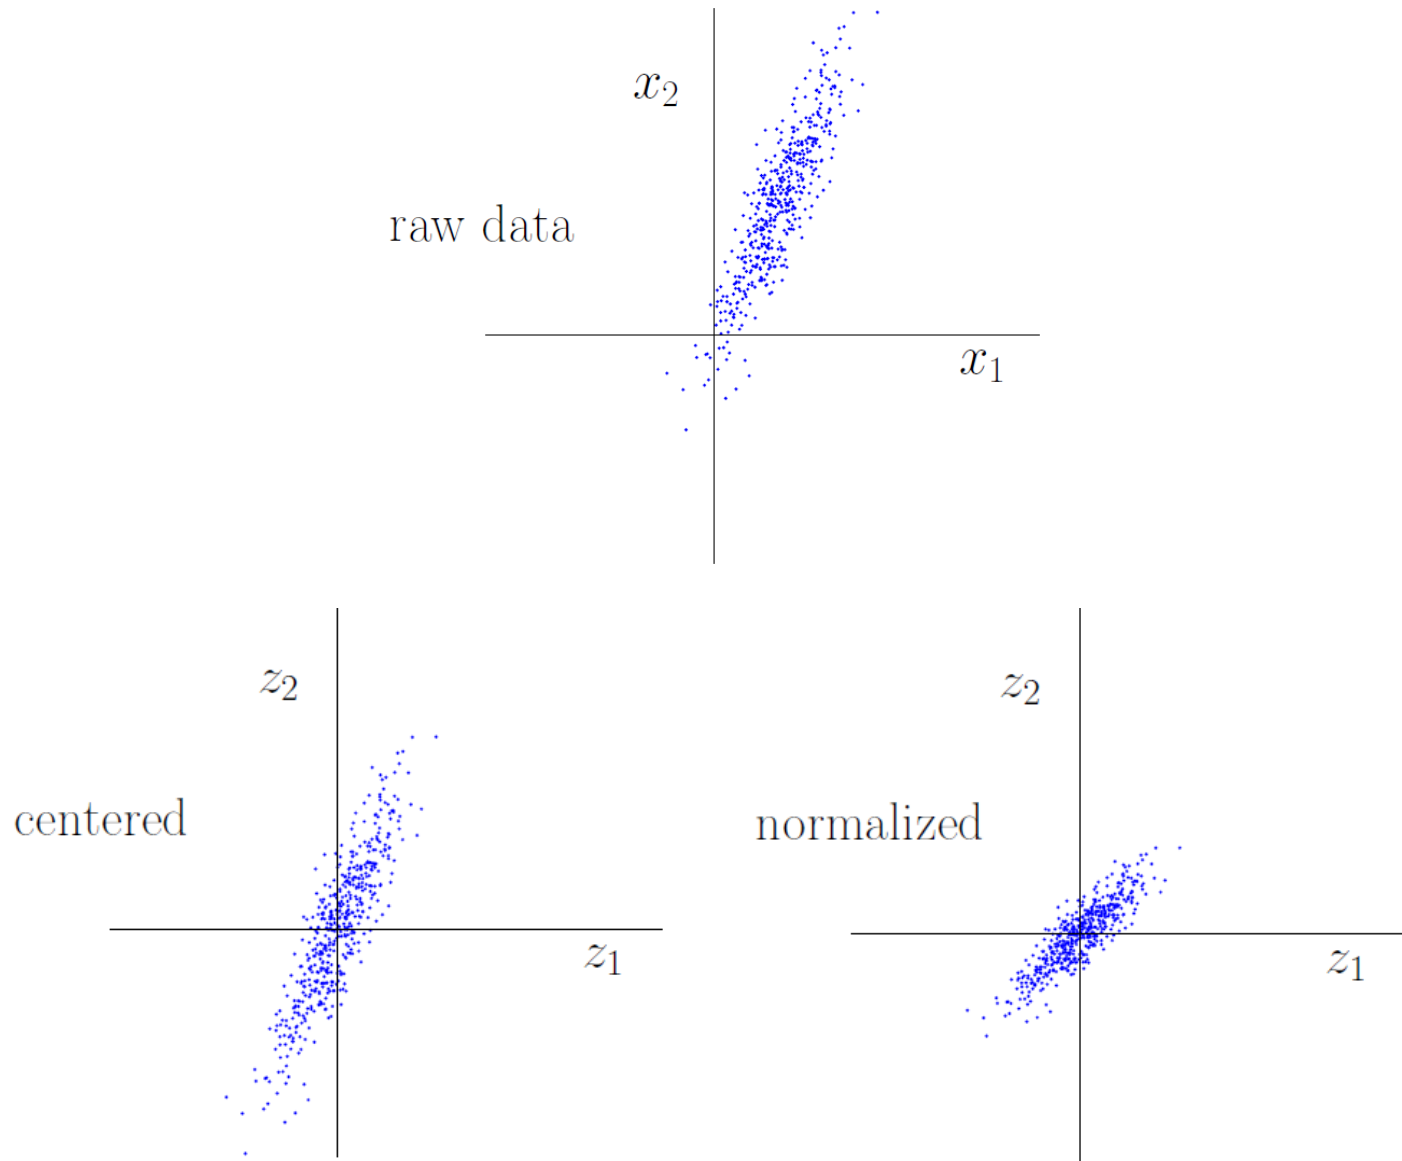 x₂
raw data
x₁
z₂
centered
z₁
z₂
normalized
z₁